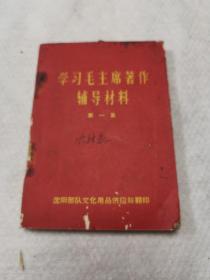 学习毛主席著作
辅导材料
第一集
沈阳部队文化用品供应站翻印